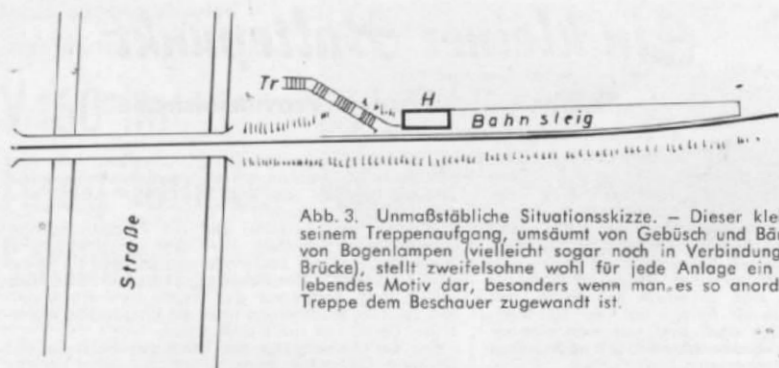 Tr
H
Bahnsteig
Straße
Abb. 3. Unmaßstäbliche Situationsskizze. — Dieser
seinem Treppenaufgang, umsäumt von Gebüsch und
von Bogenlampen (vielleicht sogar noch in Verbindung
Brücke), stellt zweifelsohne wohl für jede Anlage ein
lebendes Motiv dar, besonders wenn man es so
Treppe dem Beschauer zugewandt ist.